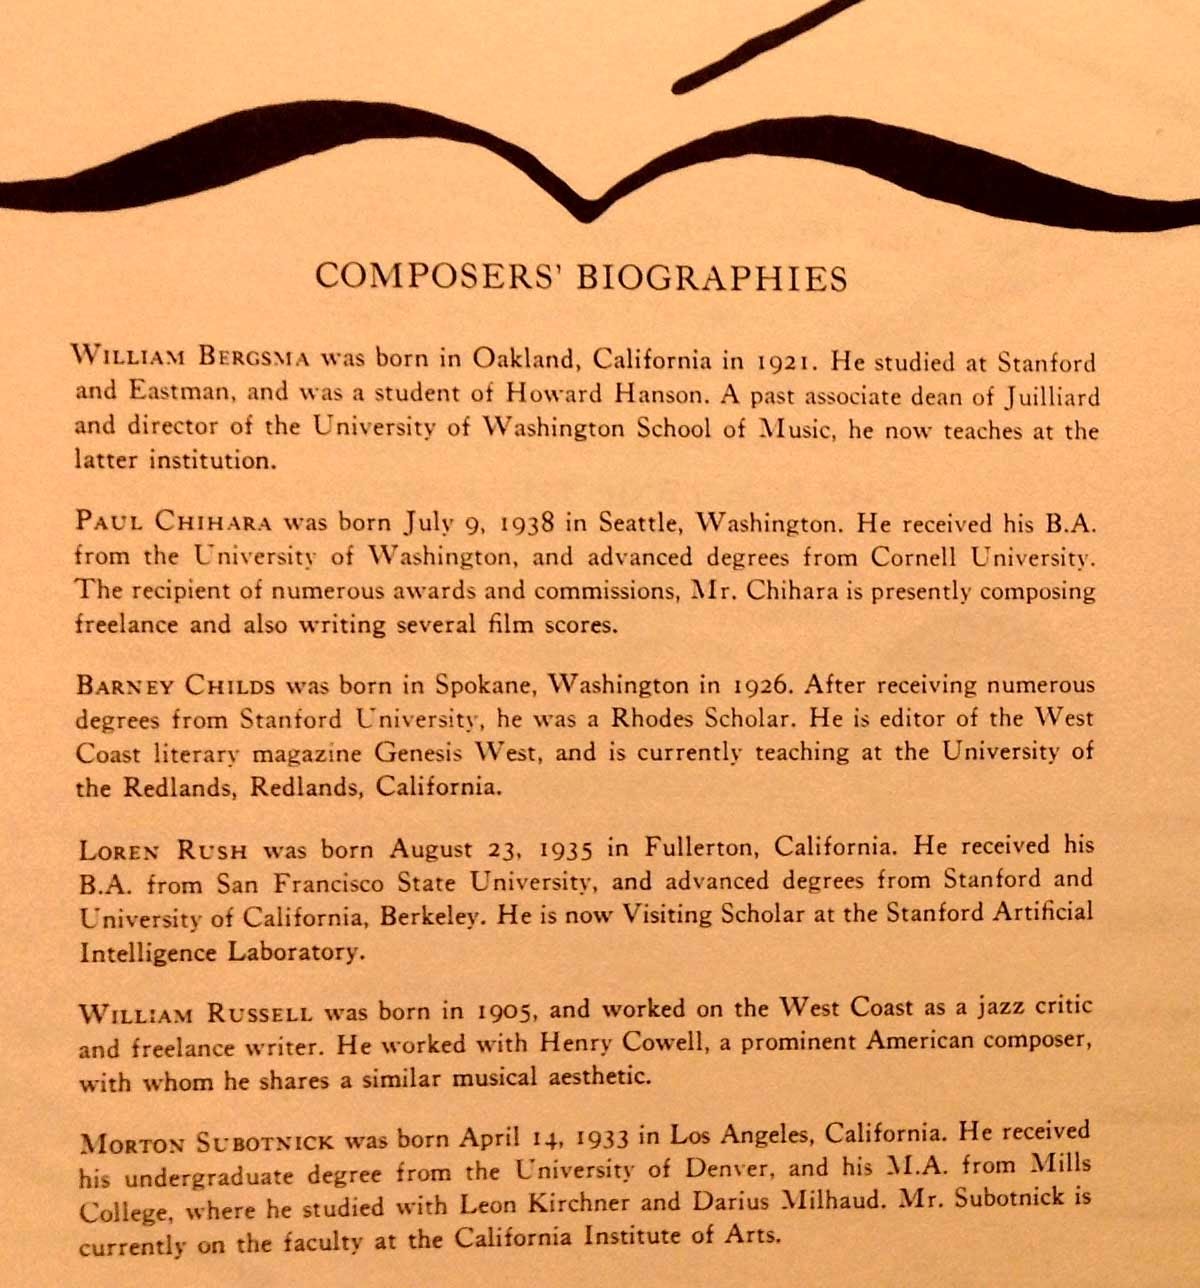 COMPOSERS' BIOGRAPHIES
WILLIAM BERGSMA was born in Oakland, California in 1921. He studied at Stanford
and Eastman, and was a student of Howard Hanson. A past associate dean of Juilliard
and director of the University of Washington School of Music, he now teaches at the
latter institution.
PAUL CHIHARA was born July 9, 1938 in Seattle, Washington. He received his B.A.
from the University of Washington, and advanced degrees from Cornell University.
The recipient of numerous awards and commissions, Mr. Chihara is presently composing
freelance and also writing several film scores.
BARNEY CHILDS was born in Spokane, Washington in 1926. After receiving numerous
degrees from Stanford University, he was a Rhodes Scholar. He is editor of the West
Coast literary magazine Genesis West, and is currently teaching at the University of
the Redlands, Redlands, California.
LOREN RUSH was born August 23, 1935 in Fullerton, California. He received his
B.A. from San Francisco State University, and advanced degrees from Stanford and
University of California, Berkeley. He is now Visiting Scholar at the Stanford Artificial
Intelligence Laboratory.
WILLIAM RUSSELL was born in 1905, and worked on the West Coast as a jazz critic
and freelance writer. He worked with Henry Cowell, a prominent American composer,
with whom he shares a similar musical aesthetic.
MORTON SUBOTNICK was born April 14, 1933 in Los Angeles, California. He received
his undergraduate degree from the University of Denver, and his M.A. from Mills
College, where he studied with Leon Kirchner and Darius Milhaud. Mr. Subotnick is
currently on the faculty at the California Institute of Arts.